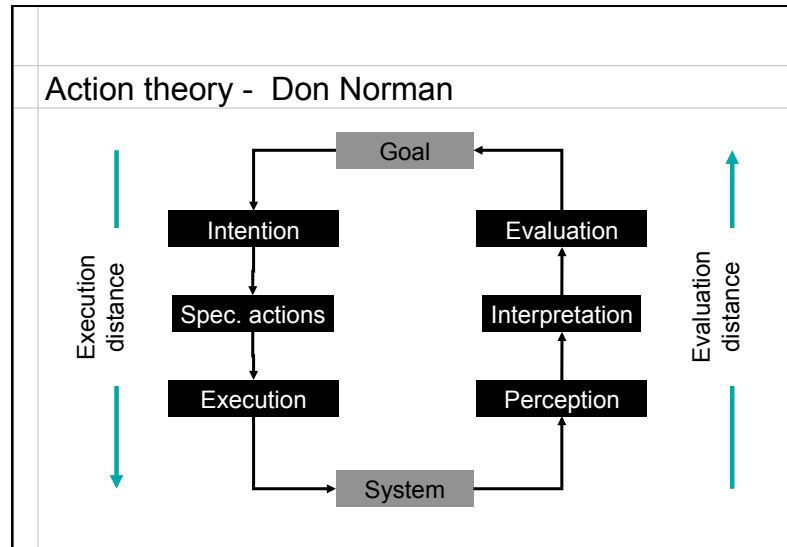 Action theory - Don Norman
Goal
Intention
Evaluation
Spec. actions
Interpretation
Execution
Perception
System
Execution
distance
Evaluation
distance